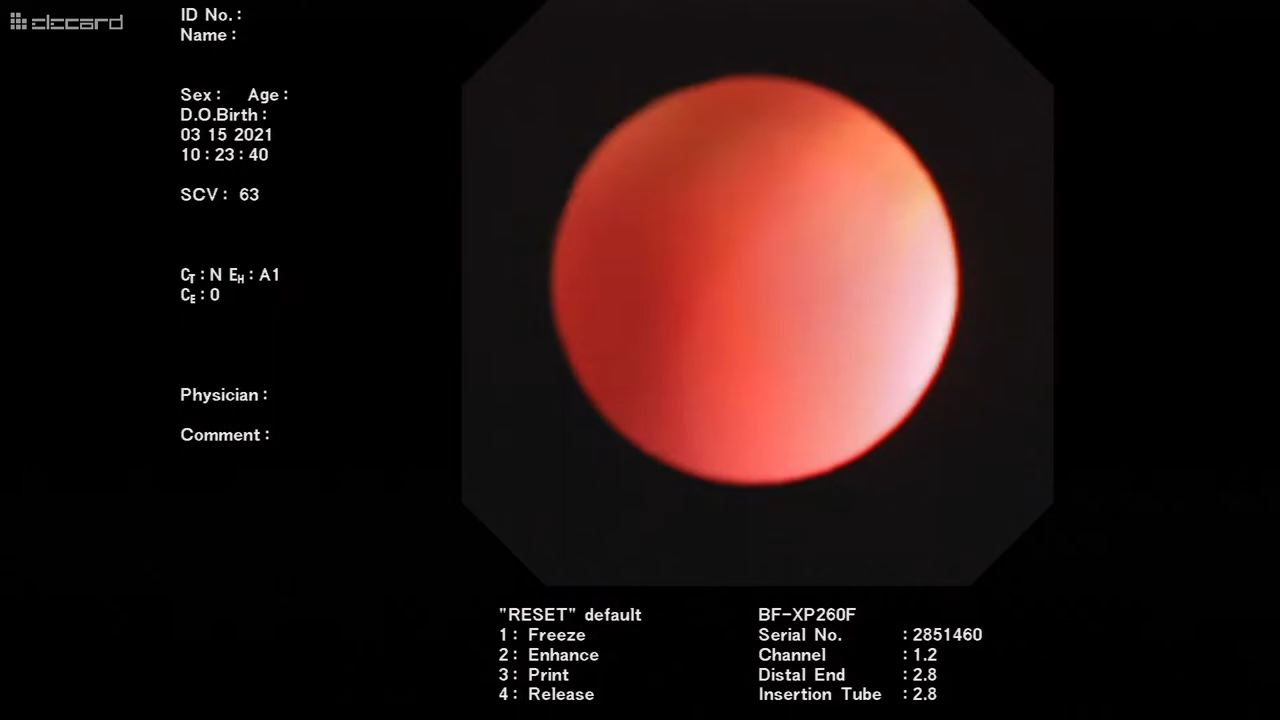 elecard
ID No.:
Name:
Sex: Age:
D.O.Birth:
03 15 2021
10:23:40
SCV: 63
CT:N EH:A1
CE:0
Physician:
Comment:
"RESET" default
1: Freeze
2: Enhance
3: Print
4: Release
BF-XP260F
Serial No. :2851460
Channel :1.2
Distal End :2.8
Insertion Tube :2.8